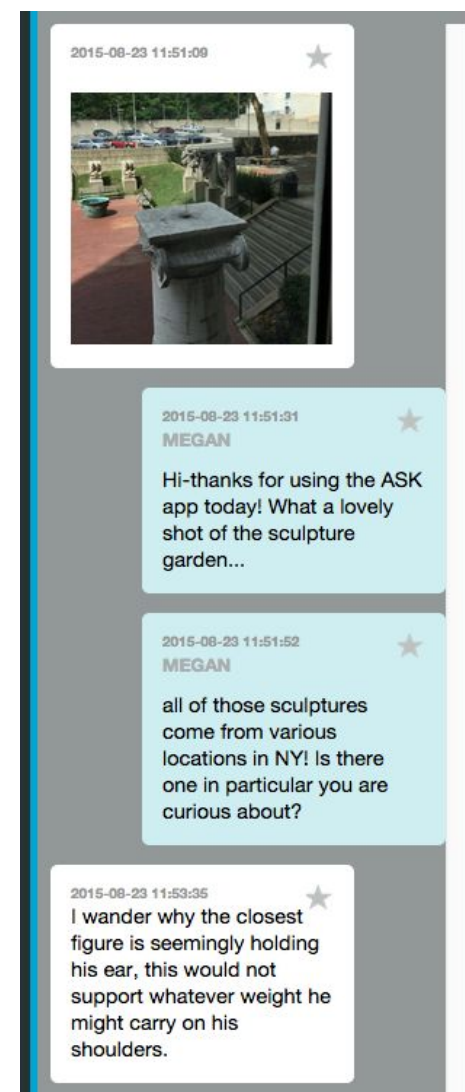 2015-08-23 11:51:09
2015-08-23 11:51:31
MEGAN
Hi-thanks for using the ASK
app today! What a lovely
shot of the sculpture
garden...
2015-08-23 11:51:52
MEGAN
all of those sculptures
come from various
locations in NY! Is there
one in particular you are
curious about?
2015-08-23 11:53:35
I wander why the closest
figure is seemingly holding
his ear, this would not
support whatever weight he
might carry on his
shoulders.